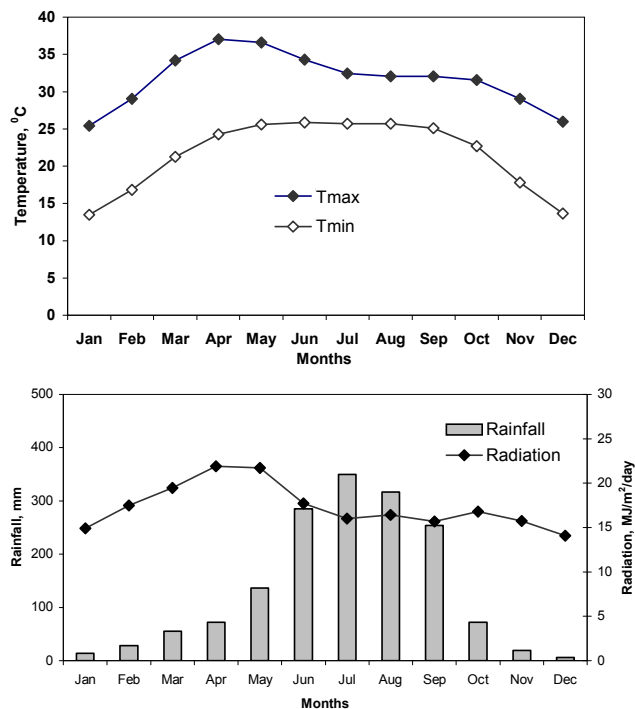 Temperature, ⁰C
40
35
30
25
20
15
10
5
0
Tmax
Tmin
Jan Feb Mar Apr May Jun Jul Aug Sep Oct Nov Dec
Months
Rainfall, mm
500
400
300
200
100
0
Rainfall
Radiation
30
25
20
15
10
5
0
Radiation, MJ/m²/day
Jan Feb Mar Apr May Jun Jul Aug Sep Oct Nov Dec
Months